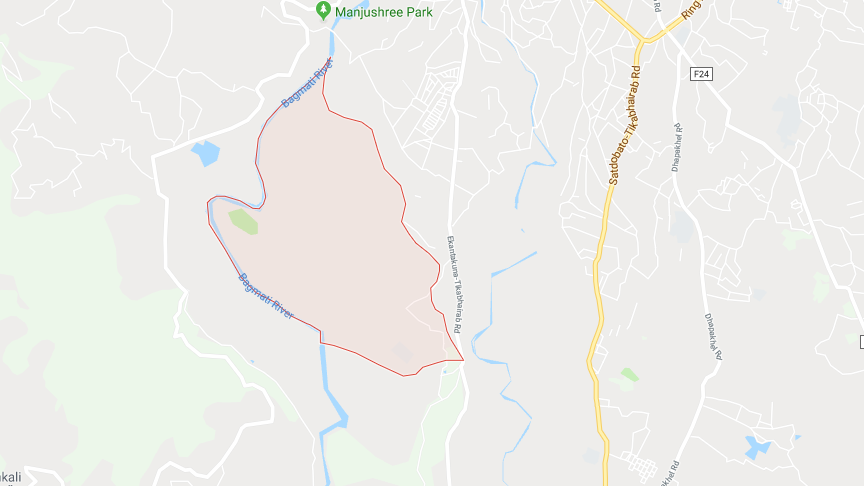 Manjushree Park
Rd
Ring
Bagmati River
F24
Satdobato-Tikabhairab Rd
Dhapakhel Rd
Ekantakuna-Tikabhairab Rd
Bagmati River
Dhapakhel Rd
kali
akhel Rd